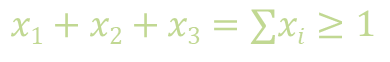 x₁ + x₂ + x₃ = ∑xᵢ ≥ 1